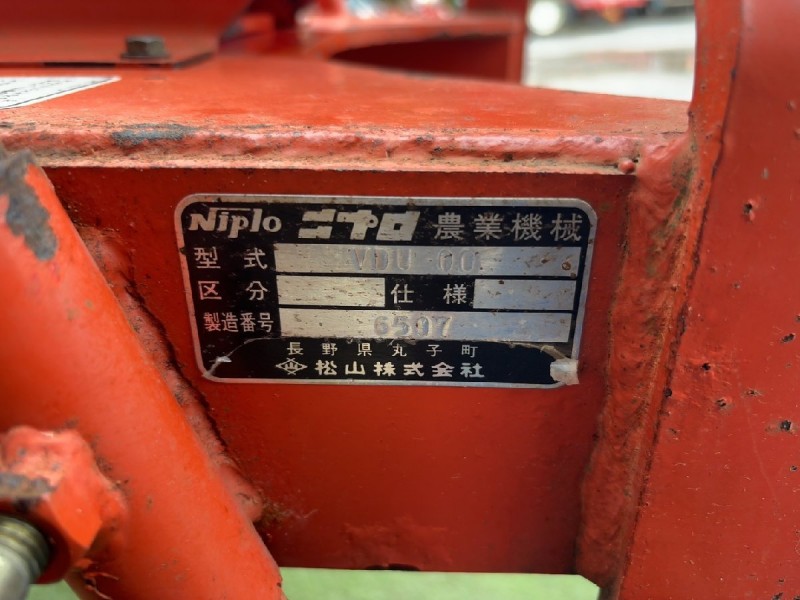 Niplo ニプロ 農業機械
型式 VDU 00
区分 仕様
製造番号 6507
長野県丸子町
松山株式会社